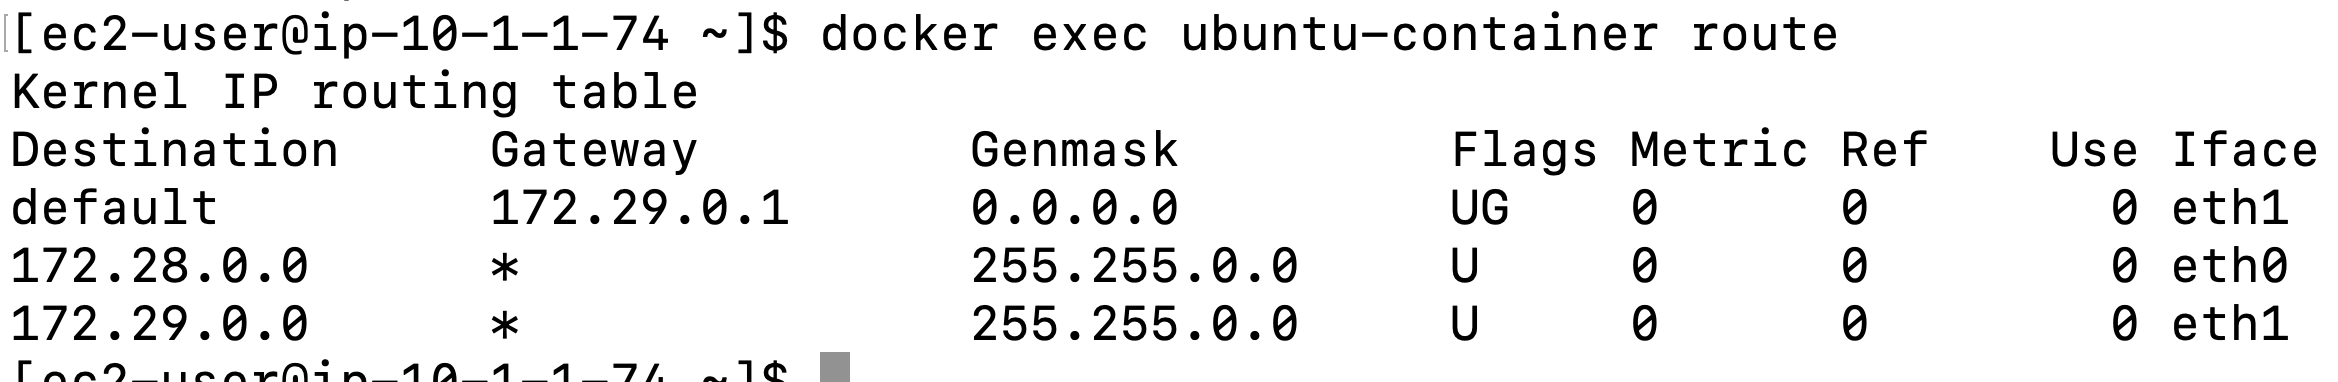 [ec2-user@ip-10-1-1-74 ~]$ docker exec ubuntu-container route
Kernel IP routing table
Destination     Gateway         Genmask         Flags Metric Ref    Use Iface
default         172.29.0.1      0.0.0.0         UG    0      0        0 eth1
172.28.0.0      *               255.255.0.0     U     0      0        0 eth0
172.29.0.0      *               255.255.0.0     U     0      0        0 eth1
[ec2-user@ip-10-1-1-74 ~]$